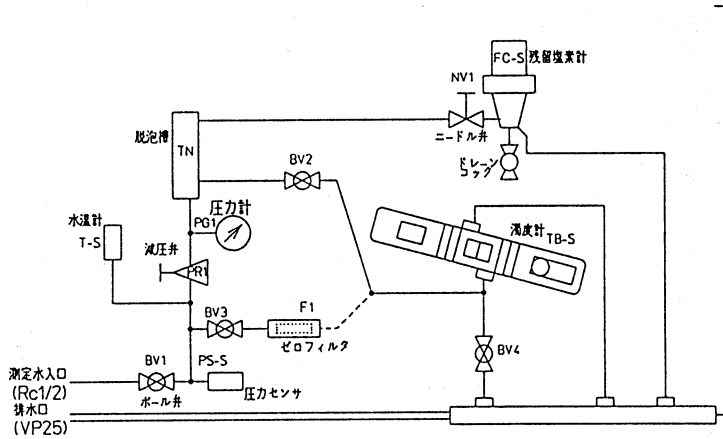 FC-S 残留塩素計
NV1
ニードル弁
ドレーン
コック
脱泡槽
TN
BV2
圧力計
PG1
水温計
T-S
減圧弁
PR1
濁度計
TB-S
BV3
F1
ゼロフィルタ
BV4
BV1
PS-S
測定水入口
(Rc1/2)
ボール弁
圧力センサ
排水口
(VP25)